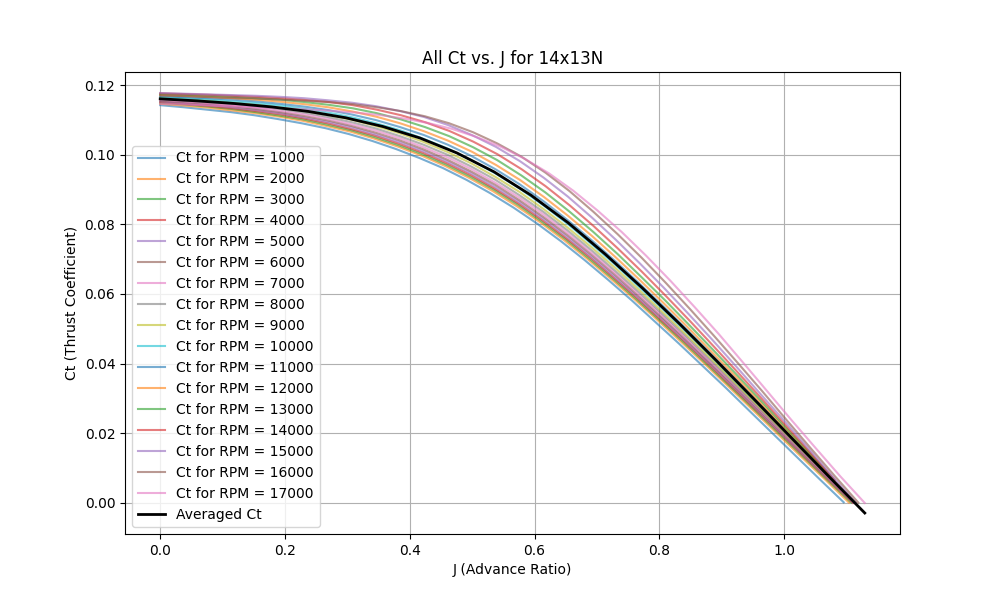 All Ct vs. J for 14x13N
Ct (Thrust Coefficient)
0.12
0.10
0.08
0.06
0.04
0.02
0.00
Ct for RPM = 1000
Ct for RPM = 2000
Ct for RPM = 3000
Ct for RPM = 4000
Ct for RPM = 5000
Ct for RPM = 6000
Ct for RPM = 7000
Ct for RPM = 8000
Ct for RPM = 9000
Ct for RPM = 10000
Ct for RPM = 11000
Ct for RPM = 12000
Ct for RPM = 13000
Ct for RPM = 14000
Ct for RPM = 15000
Ct for RPM = 16000
Ct for RPM = 17000
Averaged Ct
0.0 0.2 0.4 0.6 0.8 1.0
J (Advance Ratio)